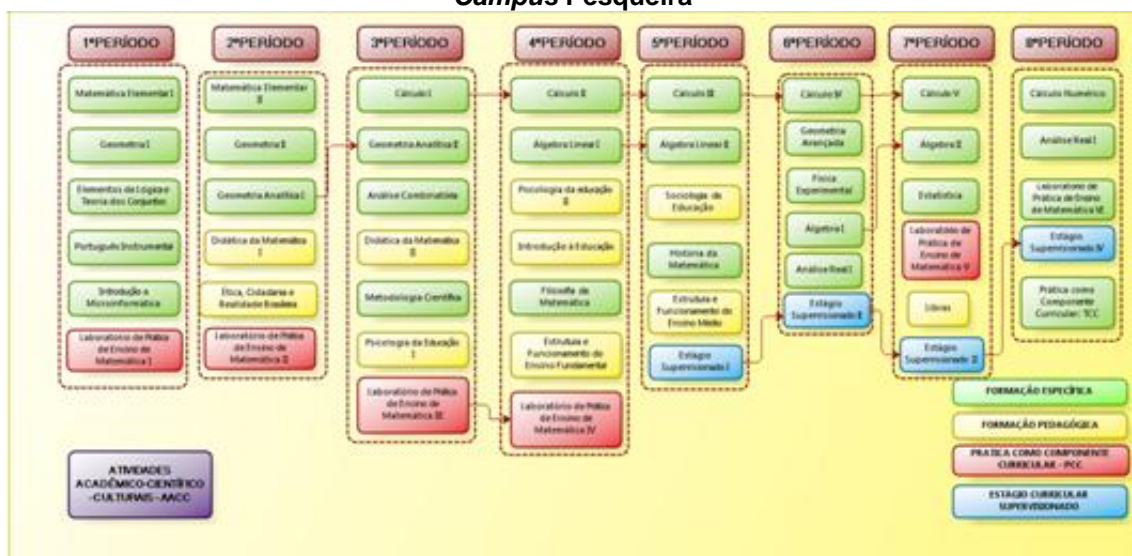 Campus Pesqueira
1ºPERÍODO
Matemática Elementar I
Geometria I
Elementos de Lógica e
Teoria dos Conjuntos
Português Instrumental
Introdução a
Microinformática
Laboratório de Prática
de Ensino de
Matemática I
2ºPERÍODO
Matemática Elementar
II
Geometria II
Geometria Analítica I
Didática da Matemática
I
Ética, Cidadania e
Realidade Brasileira
Laboratório de Prática
de Ensino de
Matemática II
3ºPERÍODO
Cálculo I
Geometria Analítica II
Análise Combinatória
Didática da Matemática
II
Metodologia Científica
Psicologia da Educação
I
Laboratório de Prática
de Ensino de
Matemática III
4ºPERÍODO
Cálculo II
Álgebra Linear I
Psicologia da educação
II
Introdução à Educação
Filosofia da
Matemática
Estrutura e
Funcionamento do
Ensino Fundamental
Laboratório de Prática
de Ensino de
Matemática IV
5ºPERÍODO
Cálculo III
Álgebra Linear II
Sociologia da
Educação
História da
Matemática
Estrutura e
Funcionamento do
Ensino Médio
Estágio
Supervisionado I
6ºPERÍODO
Cálculo IV
Geometria
Avançada
Física
Experimental
Álgebra I
Análise Real I
Estágio
Supervisionado II
7ºPERÍODO
Cálculo V
Álgebra II
Estatística
Laboratório de
Prática de
Ensino de
Matemática V
Libras
Estágio
Supervisionado
8ºPERÍODO
Cálculo Numérico
Análise Real I
Laboratório de
Prática de Ensino
de Matemática VI
Estágio
Supervisionado IV
Prática como
Componente
Curricular: TCC
FORMAÇÃO ESPECÍFICA
FORMAÇÃO PEDAGÓGICA
PRATICA COMO COMPONENTE
CURRICULAR - PCC
ESTÁGIO CURRICULAR
SUPERVISIONADO
ATIVIDADES
ACADÊMICO-CIENTÍFICO
-CULTURAIS-AACC